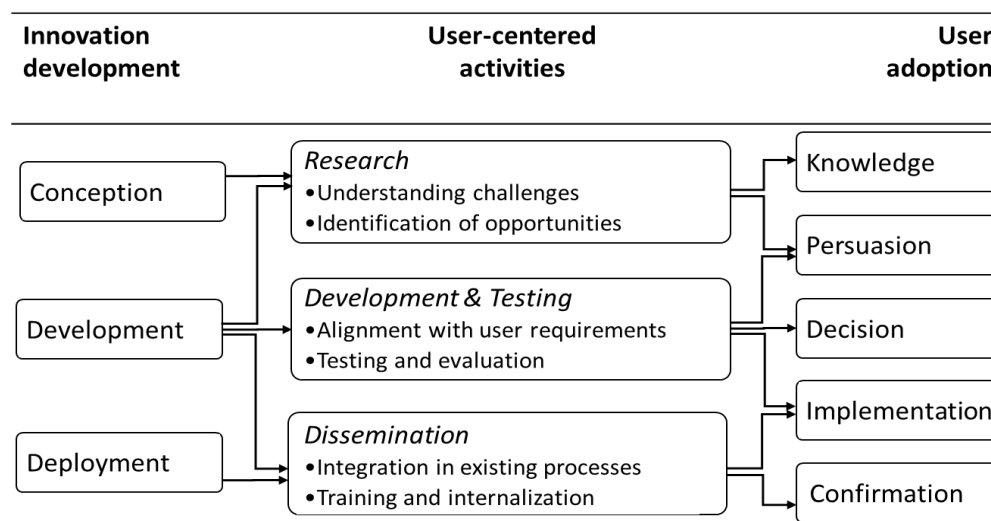 Innovation
development
User-centered
activities
User
adoption
Conception
Development
Deployment
Research
•Understanding challenges
•Identification of opportunities
Development & Testing
•Alignment with user requirements
•Testing and evaluation
Dissemination
•Integration in existing processes
•Training and internalization
Knowledge
Persuasion
Decision
Implementation
Confirmation